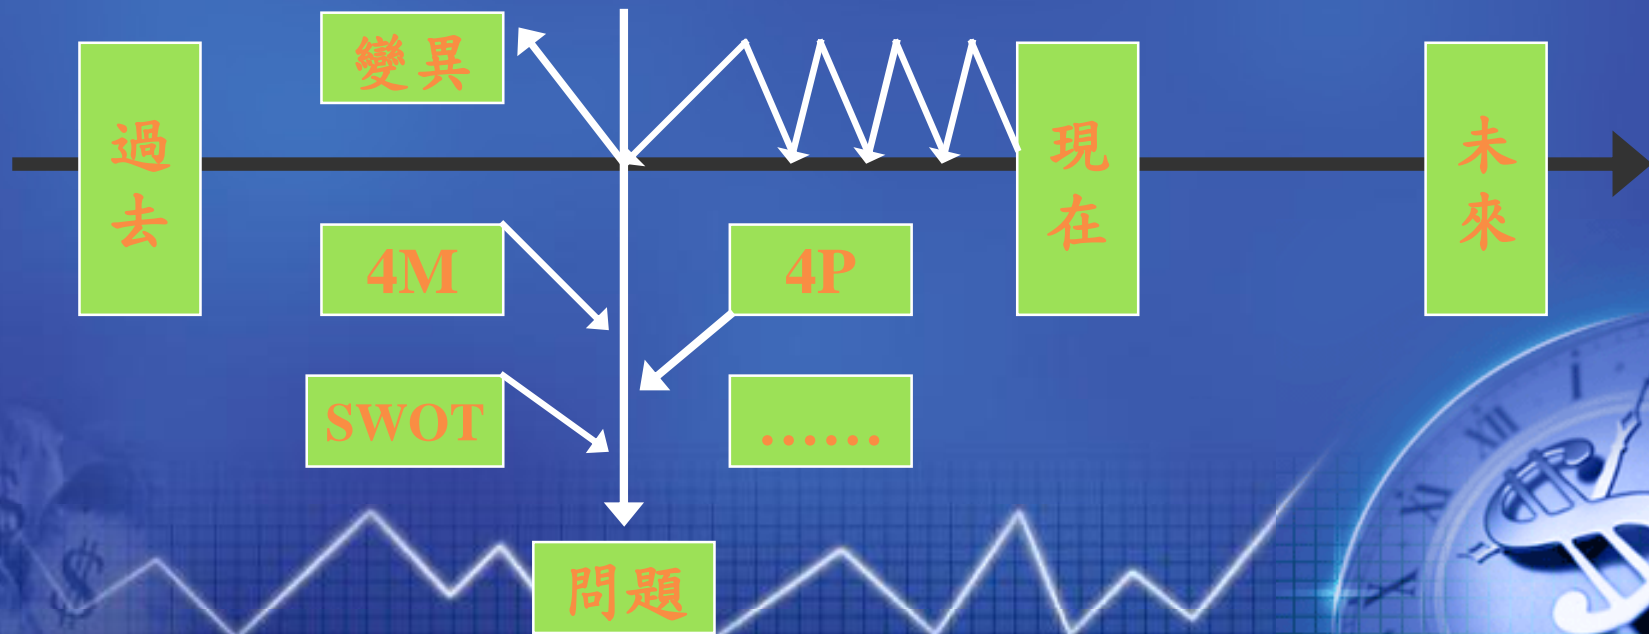 變異
過
去
現
在
未
來
4M
4P
SWOT
......
問題